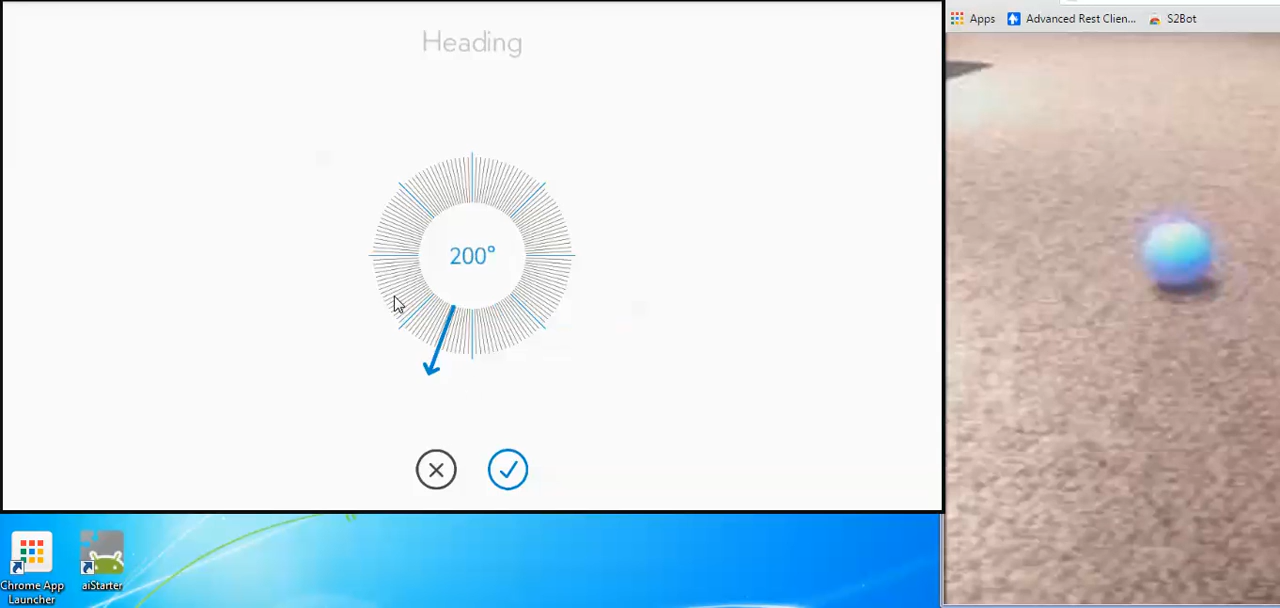 Heading
200°
Apps
Advanced Rest Clien...
S2Bot
Chrome App
Launcher
aiStarter